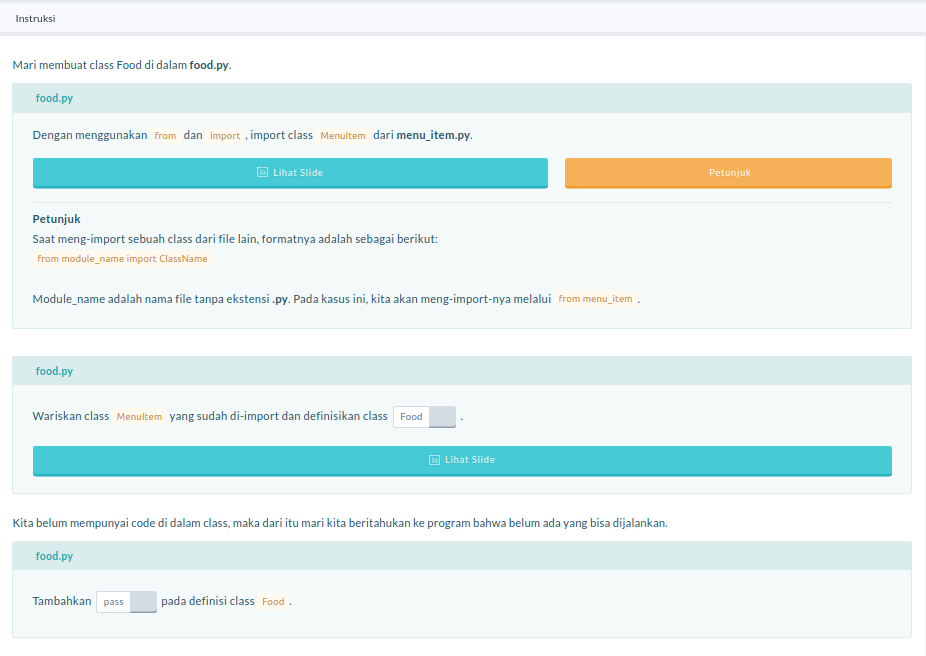 Instruksi
Mari membuat class Food di dalam food.py.
food.py
Dengan menggunakan from dan import , import class MenuItem dari menu_item.py.
Lihat Slide
Petunjuk
Petunjuk
Saat meng-import sebuah class dari file lain, formatnya adalah sebagai berikut:
from module_name import ClassName
Module_name adalah nama file tanpa ekstensi .py. Pada kasus ini, kita akan meng-import-nya melalui from menu_item .
food.py
Wariskan class MenuItem yang sudah di-import dan definisikan class Food .
Lihat Slide
Kita belum mempunyai code di dalam class, maka dari itu mari kita beritahukan ke program bahwa belum ada yang bisa dijalankan.
food.py
Tambahkan pass pada definisi class Food .